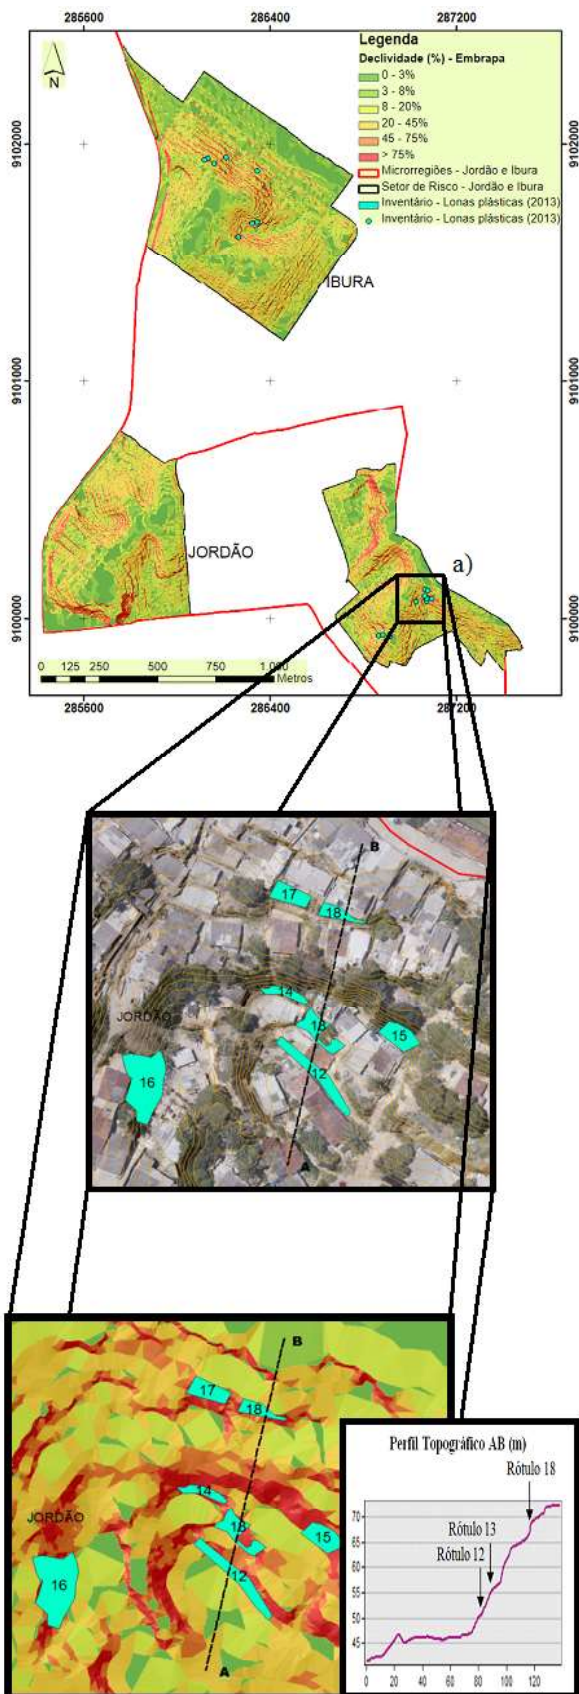 285600 286400 287200
Legenda
Declividade (%) - Embrapa
0 - 3%
3 - 8%
8 - 20%
20 - 45%
45 - 75%
> 75%
Microrregiões - Jordão e Ibura
Setor de Risco - Jordão e Ibura
Inventário - Lonas plásticas (2013)
Inventário - Lonas plásticas (2013)
N
9102000 9102000
IBURA
9101000 9101000
JORDÃO
a)
9100000 9100000
0 125 250 500 750 1.000
Metros
285600 286400 287200
B
17
18
14
JORDÃO
13
15
12
16
A
B
17
18
14
JORDÃO
13
15
12
16
A
Perfil Topográfico AB (m)
Rótulo 18
70
Rótulo 13
65
Rótulo 12
60
55
50
45
0 20 40 60 80 100 120